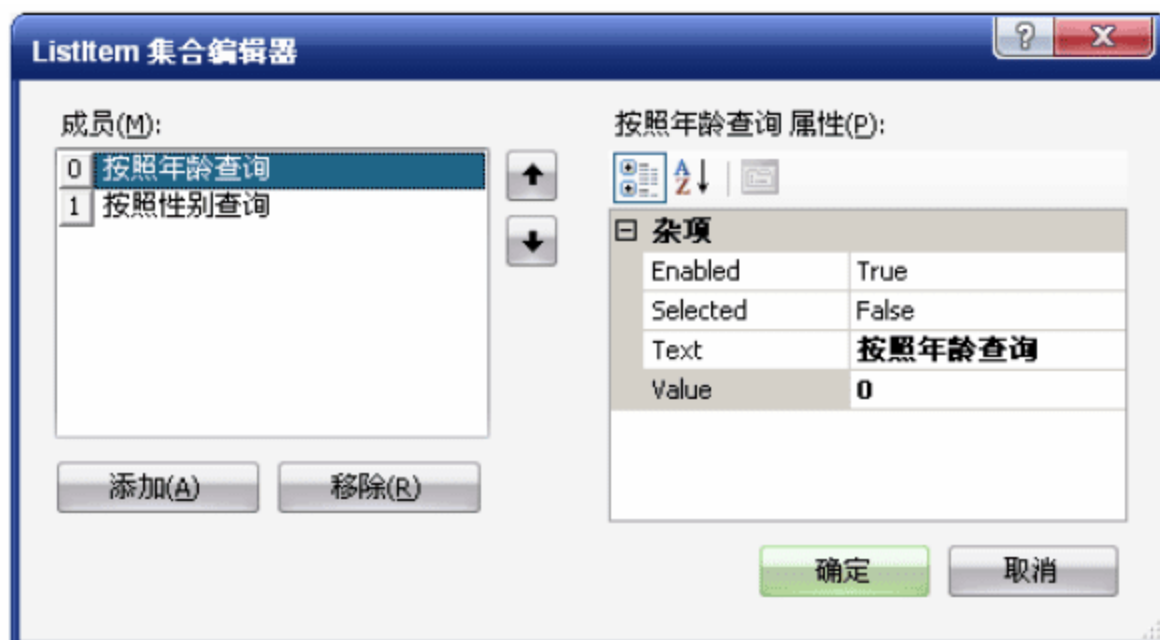 ListItem 集合编辑器
成员(M):
0 按照年龄查询
1 按照性别查询
添加(A)
移除(R)
按照年龄查询 属性(P):
杂项
Enabled True
Selected False
Text 按照年龄查询
Value 0
确定
取消